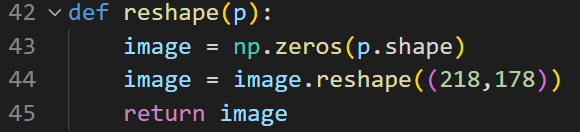 42 def reshape(p):
43 image = np.zeros(p.shape)
44 image = image.reshape((218,178))
45 return image